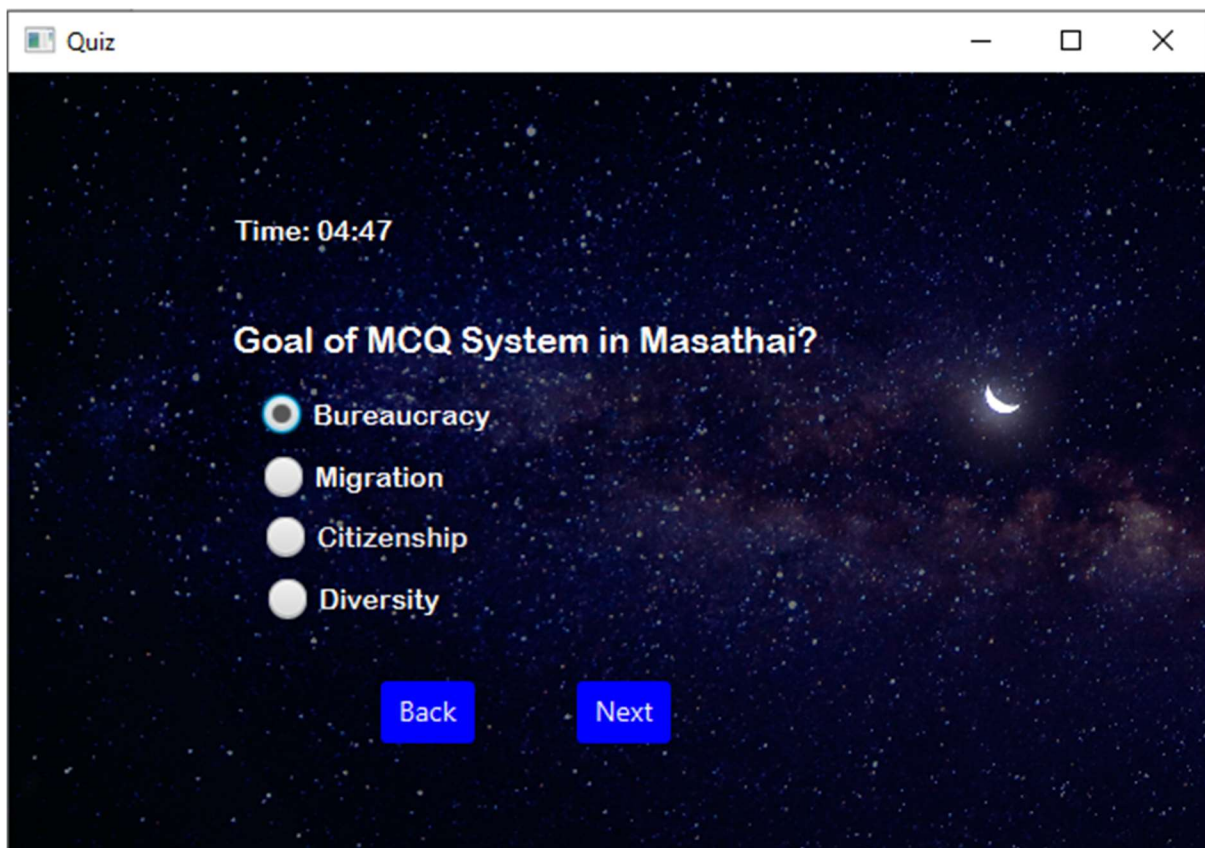 Quiz
Time: 04:47
Goal of MCQ System in Masathai?
Bureaucracy
Migration
Citizenship
Diversity
Back Next